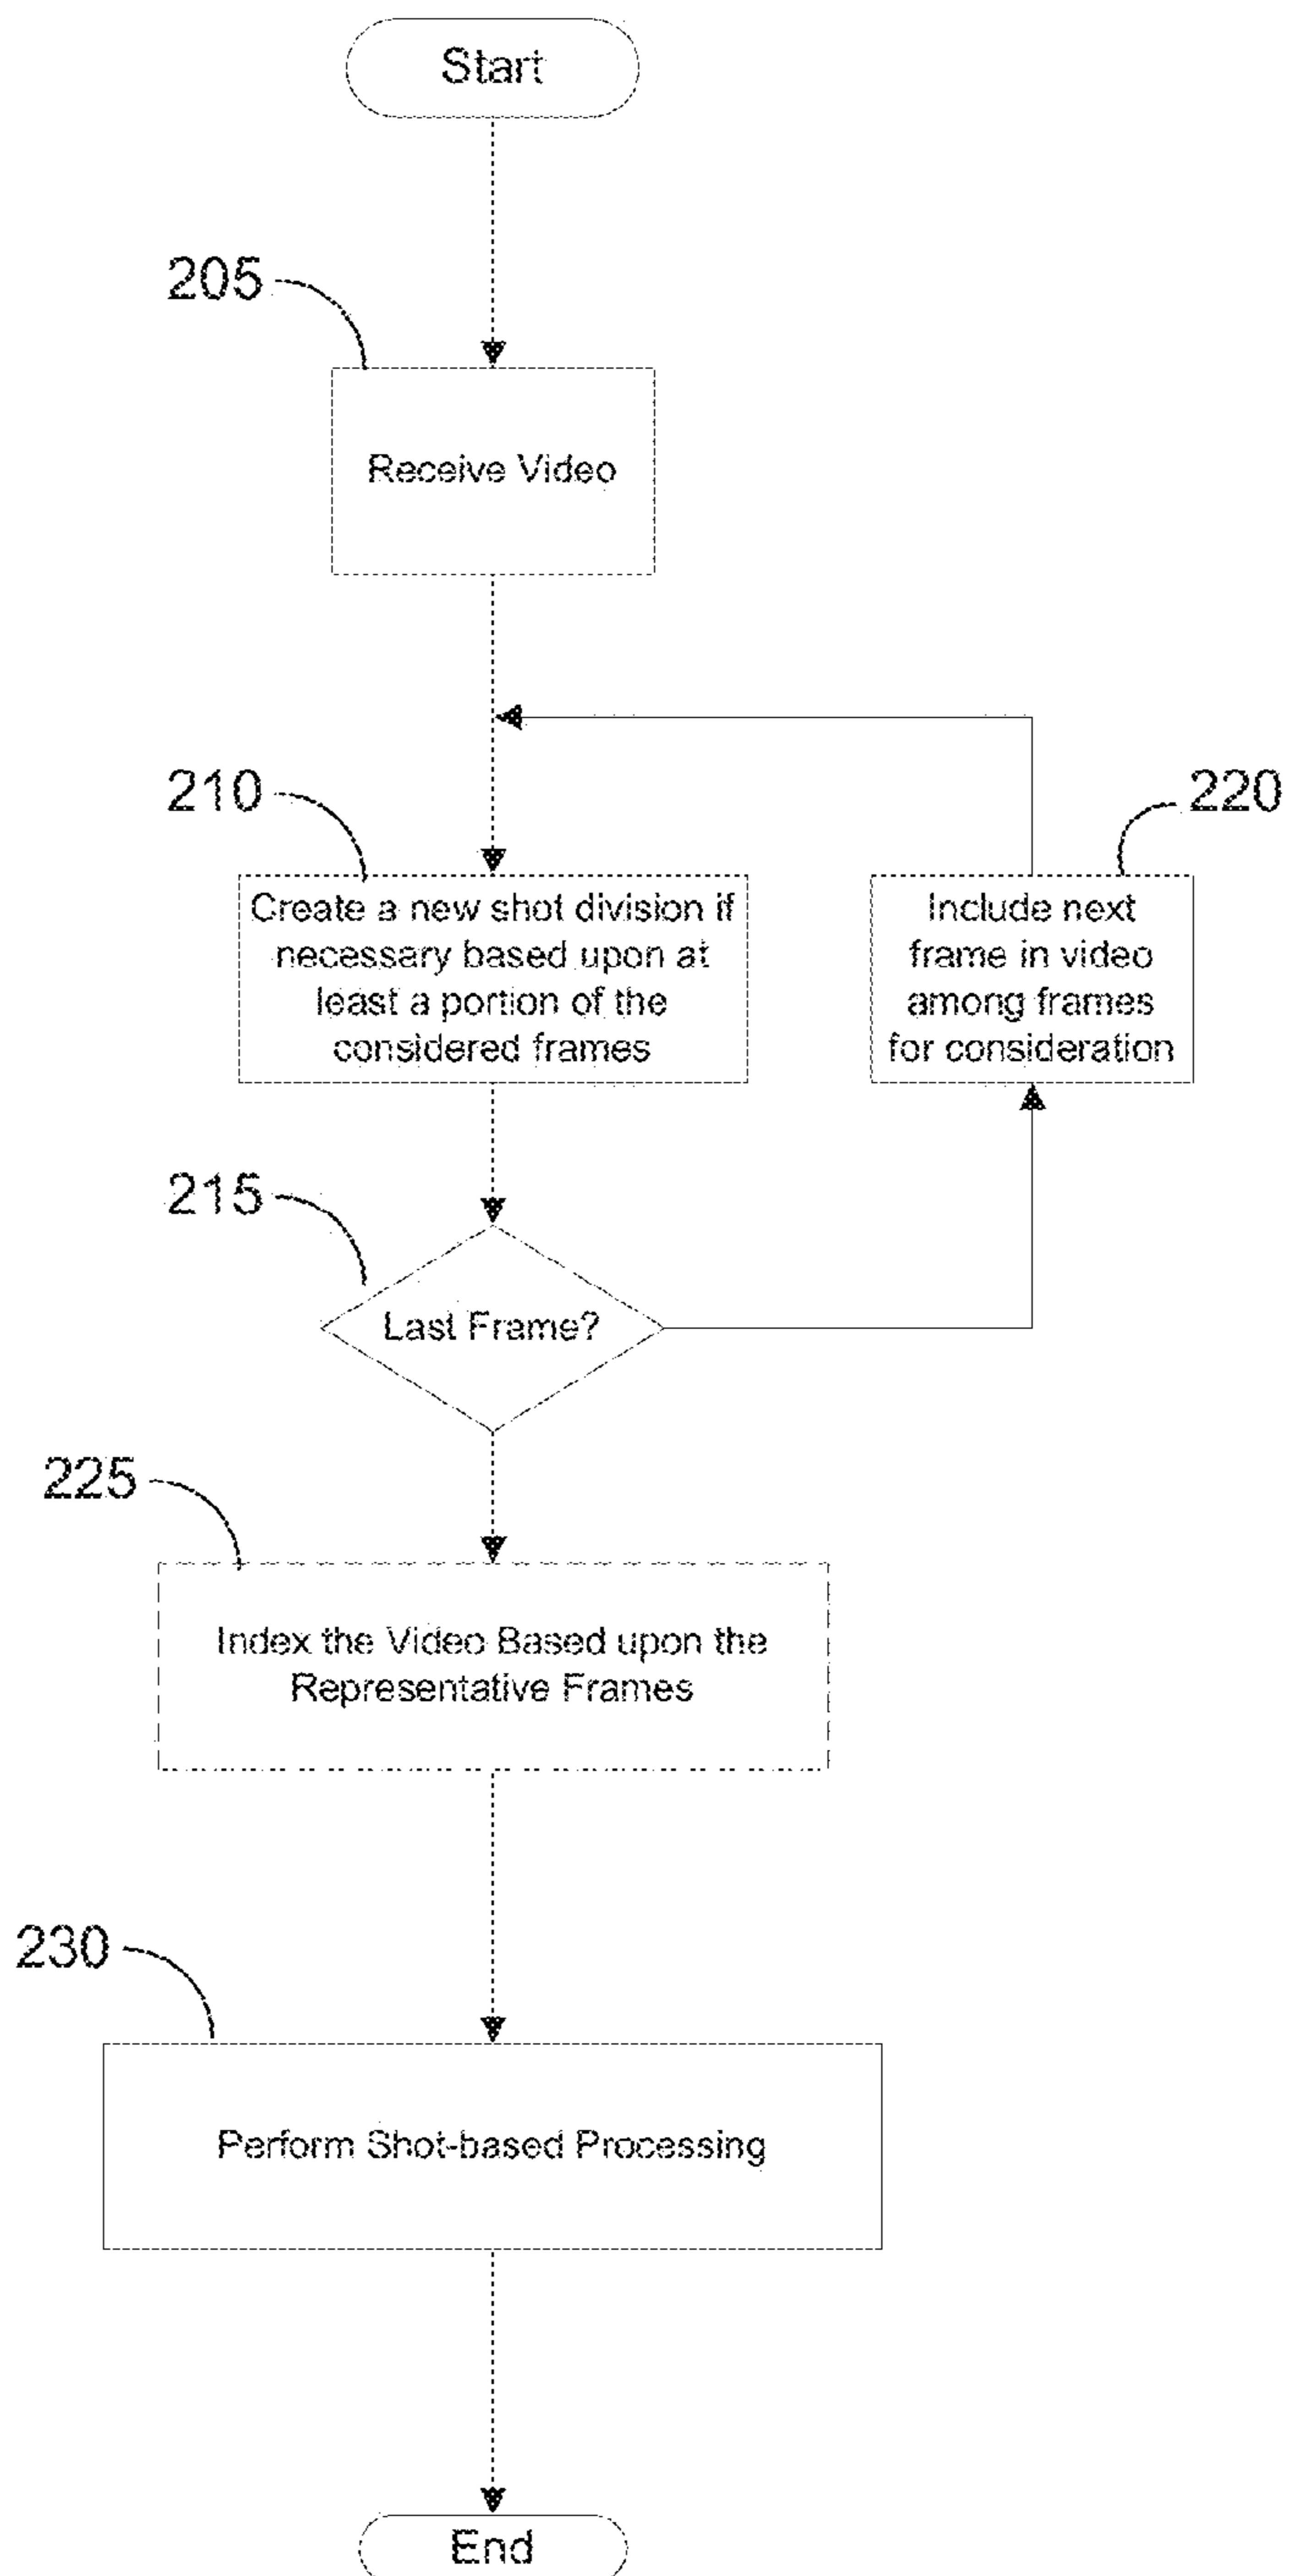 Start
205
Receive Video
210
220
Create a new shot division if
necessary based upon at
least a portion of the
considered frames
Include next
frame in video
among frames
for consideration
215
Last Frame?
225
Index the Video Based upon the
Representative Frames
230
Perform Shot-based Processing
End